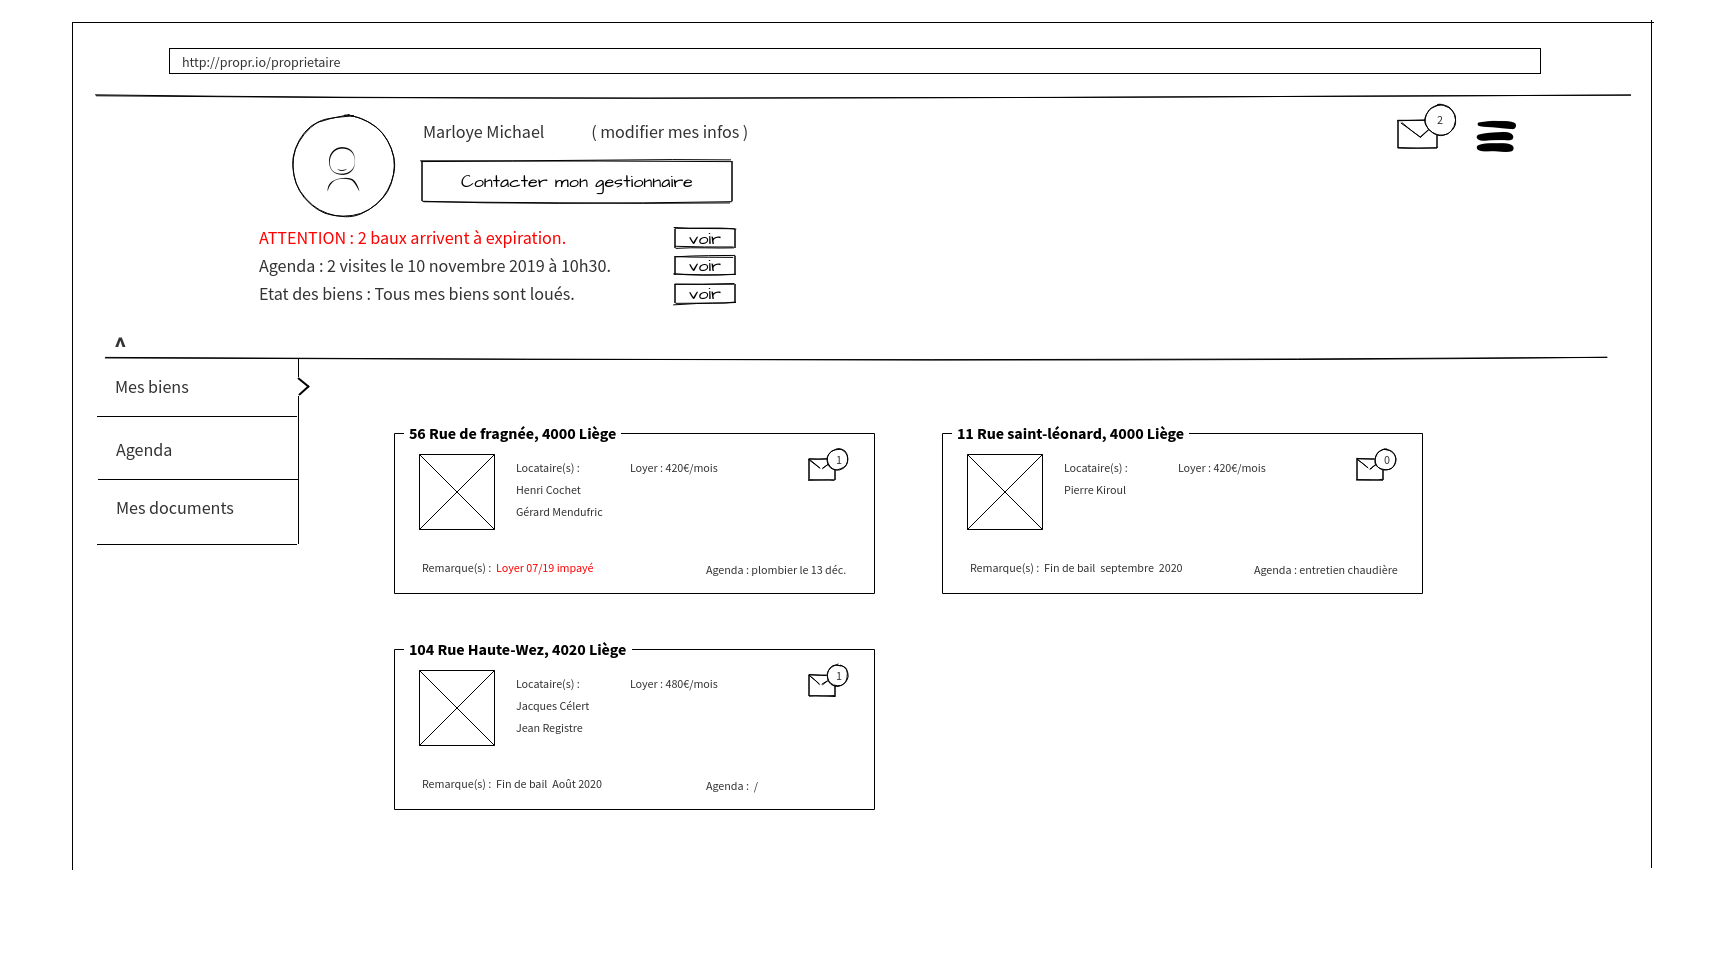 http://propr.io/proprietaire
Marloye Michael ( modifier mes infos )
2
Contacter mon gestionnaire
ATTENTION : 2 baux arrivent à expiration. voir
Agenda : 2 visites le 10 novembre 2019 à 10h30. voir
Etat des biens : Tous mes biens sont loués. voir
Mes biens
Agenda
Mes documents
56 Rue de fragnée, 4000 Liège
Locataire(s) : Loyer : 420€/mois
1
Henri Cochet
Gérard Mendufric
Remarque(s) : Loyer 07/19 impayé
Agenda : plombier le 13 déc.
11 Rue saint-léonard, 4000 Liège
Locataire(s) : Loyer : 420€/mois
0
Pierre Kiroul
Remarque(s) : Fin de bail septembre 2020
Agenda : entretien chaudière
104 Rue Haute-Wez, 4020 Liège
Locataire(s) : Loyer : 480€/mois
1
Jacques Célert
Jean Registre
Remarque(s) : Fin de bail Août 2020
Agenda : /